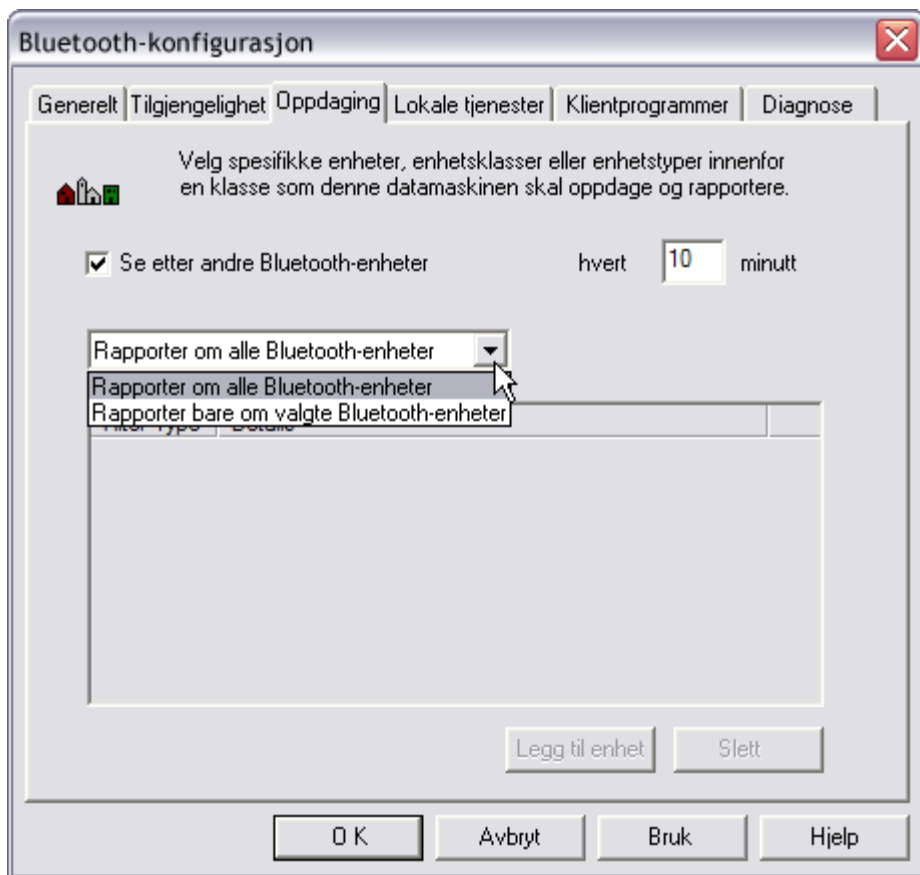 Bluetooth-konfigurasjon
Generelt Tilgjengelighet Oppdaging Lokale tjenester Klientprogrammer Diagnose
Velg spesifikke enheter, enhetsklasser eller enhetstyper innenfor
en klasse som denne datamaskinen skal oppdage og rapportere.
Se etter andre Bluetooth-enheter hvert 10 minutt
Rapporter om alle Bluetooth-enheter
Rapporter om alle Bluetooth-enheter
Rapporter bare om valgte Bluetooth-enheter
Legg til enhet Slett
O K Avbryt Bruk Hjelp